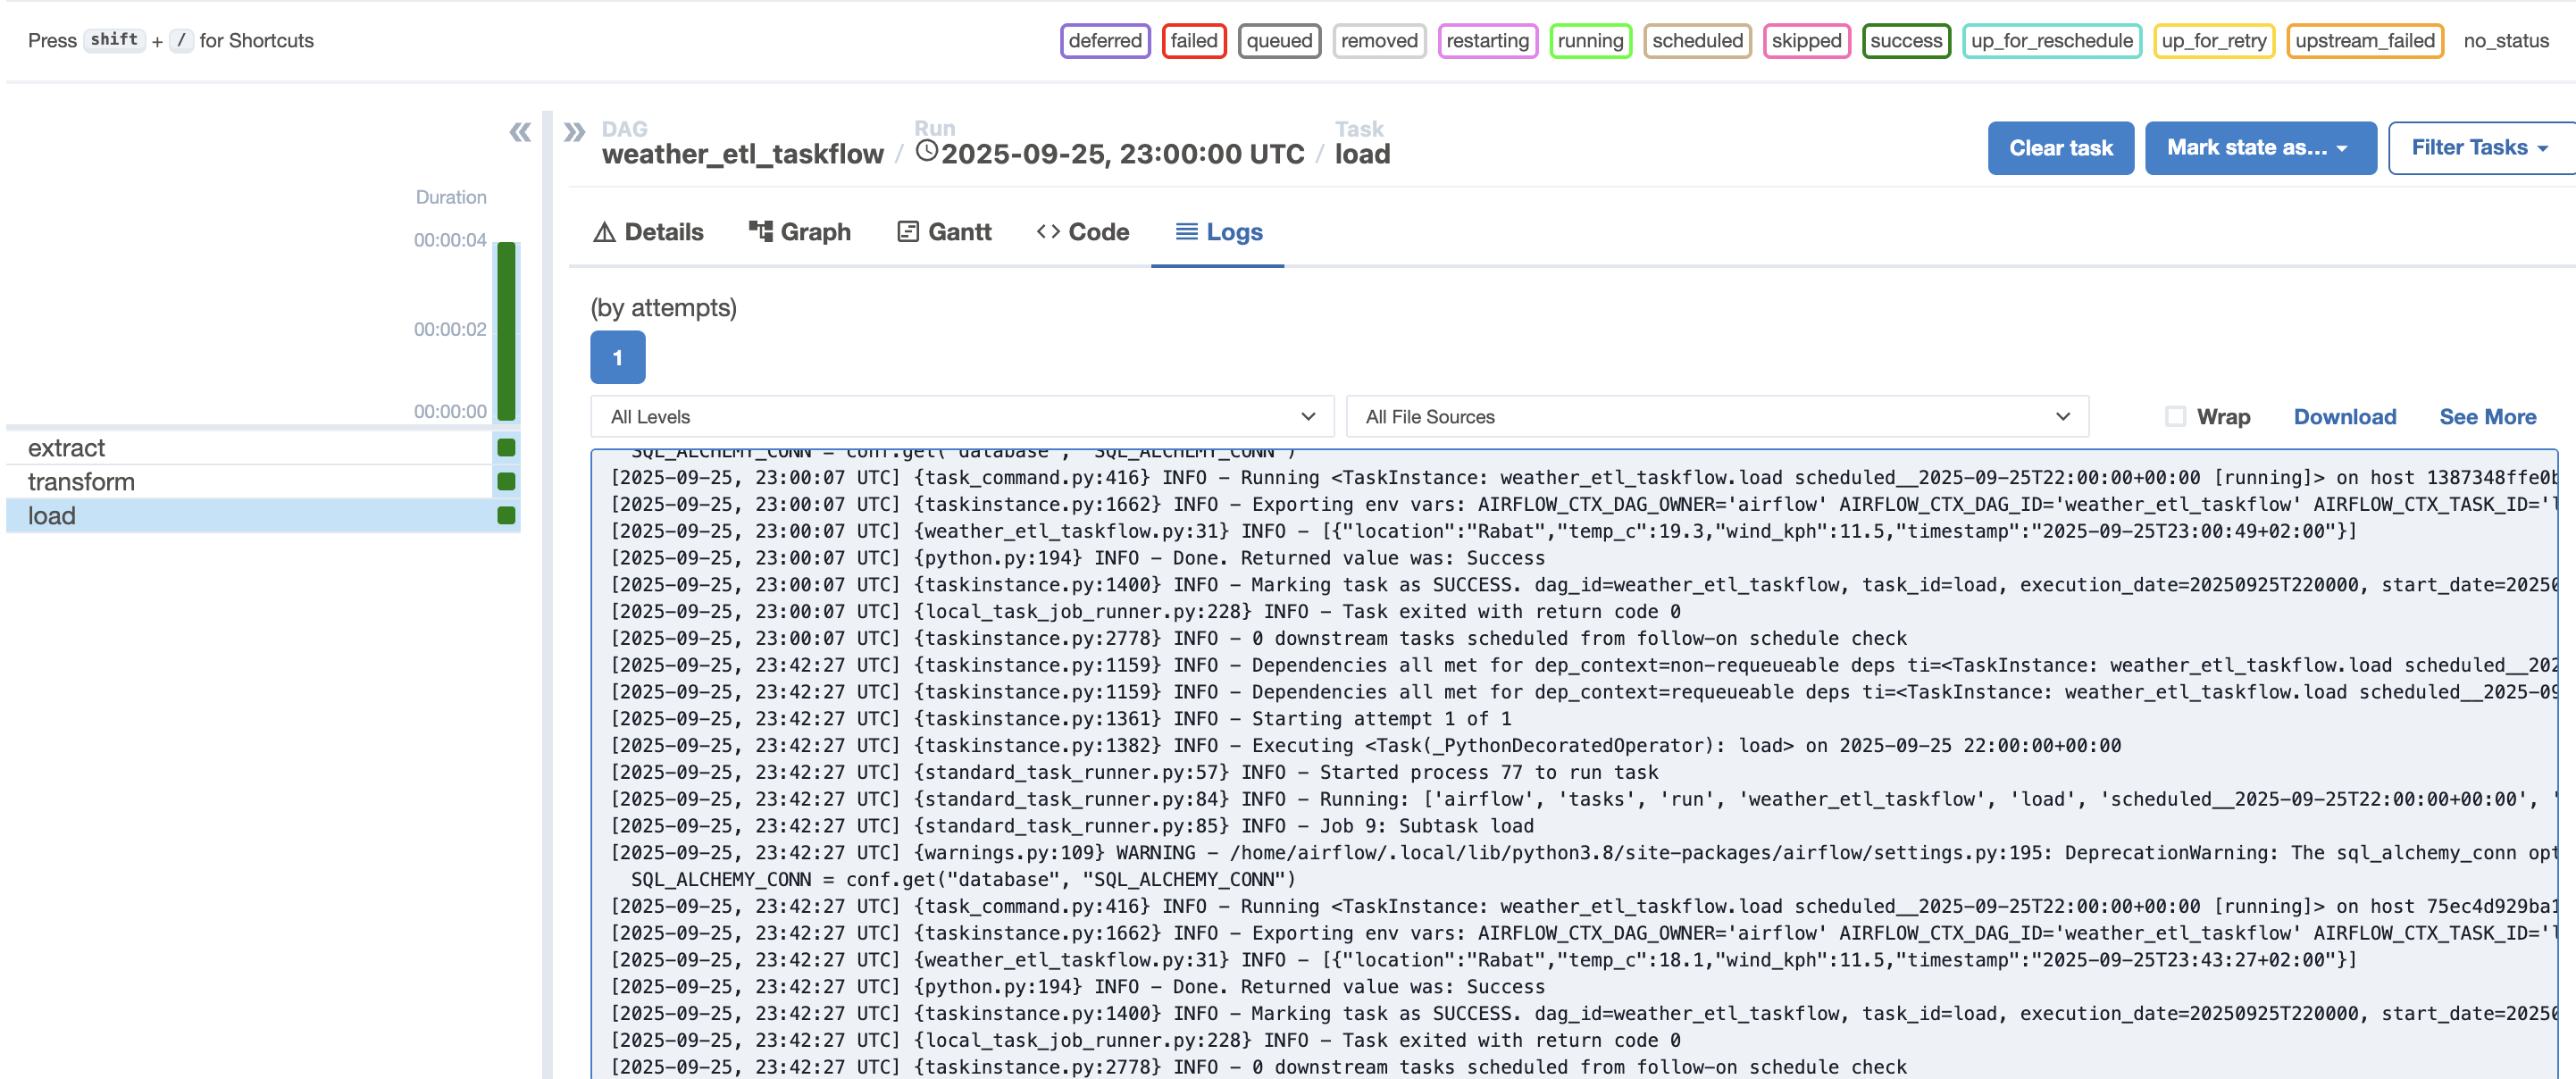 Press shift + / for Shortcuts
deferred failed queued removed restarting running scheduled skipped success up_for_reschedule up_for_retry upstream_failed no_status
DAG
weather_etl_taskflow
/
Run
2025-09-25, 23:00:00 UTC
/
Task
load
Clear task
Mark state as...
Filter Tasks
Duration
00:00:04
00:00:02
00:00:00
extract
transform
load
Details
Graph
Gantt
Code
Logs
(by attempts)
1
All Levels
All File Sources
Wrap
Download
See More
SQL_ALCHEMY_CONN = conf.get("database", "SQL_ALCHEMY_CONN")
[2025-09-25, 23:00:07 UTC] {task_command.py:416} INFO - Running <TaskInstance: weather_etl_taskflow.load scheduled__2025-09-25T22:00:00+00:00 [running]> on host 1387348ffe0b
[2025-09-25, 23:00:07 UTC] {taskinstance.py:1662} INFO - Exporting env vars: AIRFLOW_CTX_DAG_OWNER='airflow' AIRFLOW_CTX_DAG_ID='weather_etl_taskflow' AIRFLOW_CTX_TASK_ID='l
[2025-09-25, 23:00:07 UTC] {weather_etl_taskflow.py:31} INFO - [{"location":"Rabat","temp_c":19.3,"wind_kph":11.5,"timestamp":"2025-09-25T23:00:49+02:00"}]
[2025-09-25, 23:00:07 UTC] {python.py:194} INFO - Done. Returned value was: Success
[2025-09-25, 23:00:07 UTC] {taskinstance.py:1400} INFO - Marking task as SUCCESS. dag_id=weather_etl_taskflow, task_id=load, execution_date=20250925T220000, start_date=20250
[2025-09-25, 23:00:07 UTC] {local_task_job_runner.py:228} INFO - Task exited with return code 0
[2025-09-25, 23:00:07 UTC] {taskinstance.py:2778} INFO - 0 downstream tasks scheduled from follow-on schedule check
[2025-09-25, 23:42:27 UTC] {taskinstance.py:1159} INFO - Dependencies all met for dep_context=non-requeueable deps ti=<TaskInstance: weather_etl_taskflow.load scheduled__202
[2025-09-25, 23:42:27 UTC] {taskinstance.py:1159} INFO - Dependencies all met for dep_context=requeueable deps ti=<TaskInstance: weather_etl_taskflow.load scheduled__2025-09
[2025-09-25, 23:42:27 UTC] {taskinstance.py:1361} INFO - Starting attempt 1 of 1
[2025-09-25, 23:42:27 UTC] {taskinstance.py:1382} INFO - Executing <Task(_PythonDecoratedOperator): load> on 2025-09-25 22:00:00+00:00
[2025-09-25, 23:42:27 UTC] {standard_task_runner.py:57} INFO - Started process 77 to run task
[2025-09-25, 23:42:27 UTC] {standard_task_runner.py:84} INFO - Running: ['airflow', 'tasks', 'run', 'weather_etl_taskflow', 'load', 'scheduled__2025-09-25T22:00:00+00:00', '
[2025-09-25, 23:42:27 UTC] {standard_task_runner.py:85} INFO - Job 9: Subtask load
[2025-09-25, 23:42:27 UTC] {warnings.py:109} WARNING - /home/airflow/.local/lib/python3.8/site-packages/airflow/settings.py:195: DeprecationWarning: The sql_alchemy_conn opt
SQL_ALCHEMY_CONN = conf.get("database", "SQL_ALCHEMY_CONN")
[2025-09-25, 23:42:27 UTC] {task_command.py:416} INFO - Running <TaskInstance: weather_etl_taskflow.load scheduled__2025-09-25T22:00:00+00:00 [running]> on host 75ec4d929ba1
[2025-09-25, 23:42:27 UTC] {taskinstance.py:1662} INFO - Exporting env vars: AIRFLOW_CTX_DAG_OWNER='airflow' AIRFLOW_CTX_DAG_ID='weather_etl_taskflow' AIRFLOW_CTX_TASK_ID='l
[2025-09-25, 23:42:27 UTC] {weather_etl_taskflow.py:31} INFO - [{"location":"Rabat","temp_c":18.1,"wind_kph":11.5,"timestamp":"2025-09-25T23:43:27+02:00"}]
[2025-09-25, 23:42:27 UTC] {python.py:194} INFO - Done. Returned value was: Success
[2025-09-25, 23:42:27 UTC] {taskinstance.py:1400} INFO - Marking task as SUCCESS. dag_id=weather_etl_taskflow, task_id=load, execution_date=20250925T220000, start_date=20250
[2025-09-25, 23:42:27 UTC] {local_task_job_runner.py:228} INFO - Task exited with return code 0
[2025-09-25, 23:42:27 UTC] {taskinstance.py:2778} INFO - 0 downstream tasks scheduled from follow-on schedule check